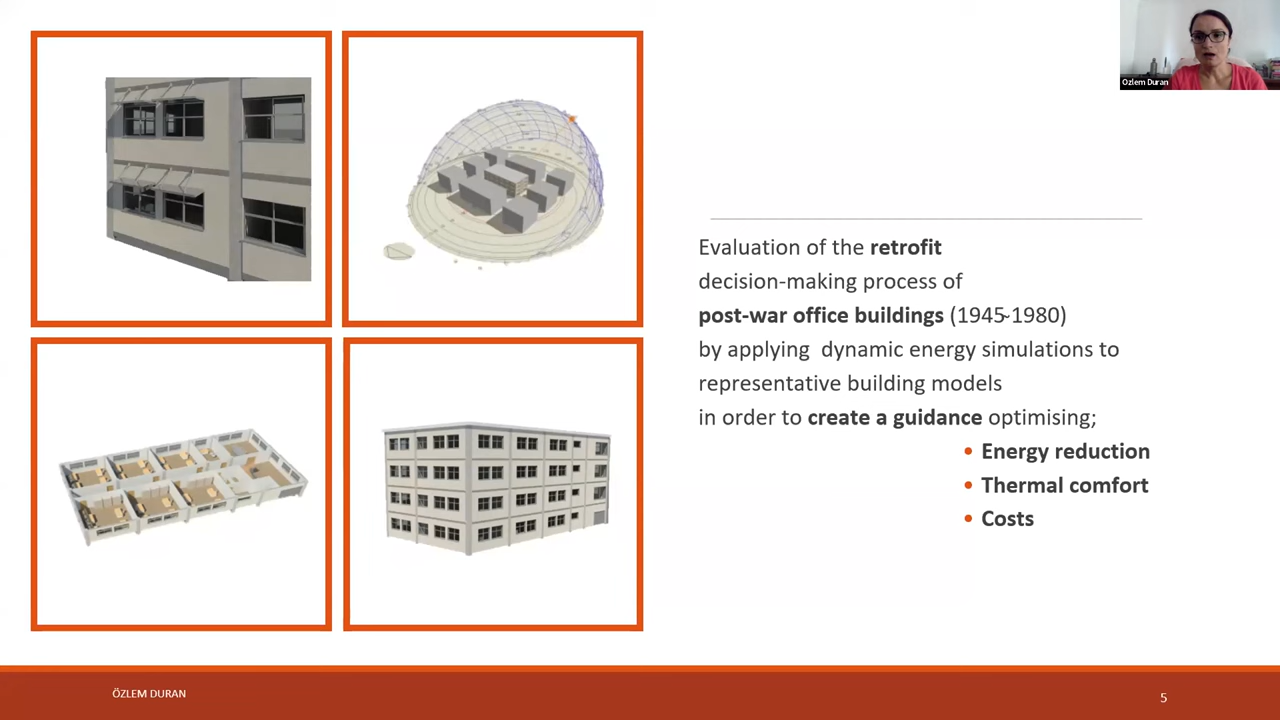 Ozlem Duran
Evaluation of the retrofit
decision-making process of
post-war office buildings (1945-1980)
by applying dynamic energy simulations to
representative building models
in order to create a guidance optimising;
• Energy reduction
• Thermal comfort
• Costs
ÖZLEM DURAN
5